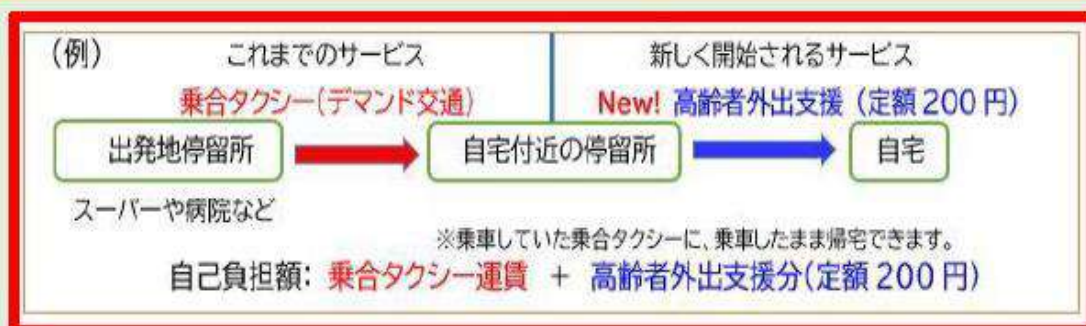 (例) これまでのサービス 新しく開始されるサービス
乗合タクシー(デマンド交通) New! 高齢者外出支援 (定額200円)
出発地停留所 自宅付近の停留所 自宅
スーパーや病院など
※乗車していた乗合タクシーに、乗車したまま帰宅できます。
自己負担額: 乗合タクシー運賃 + 高齢者外出支援分(定額200円)